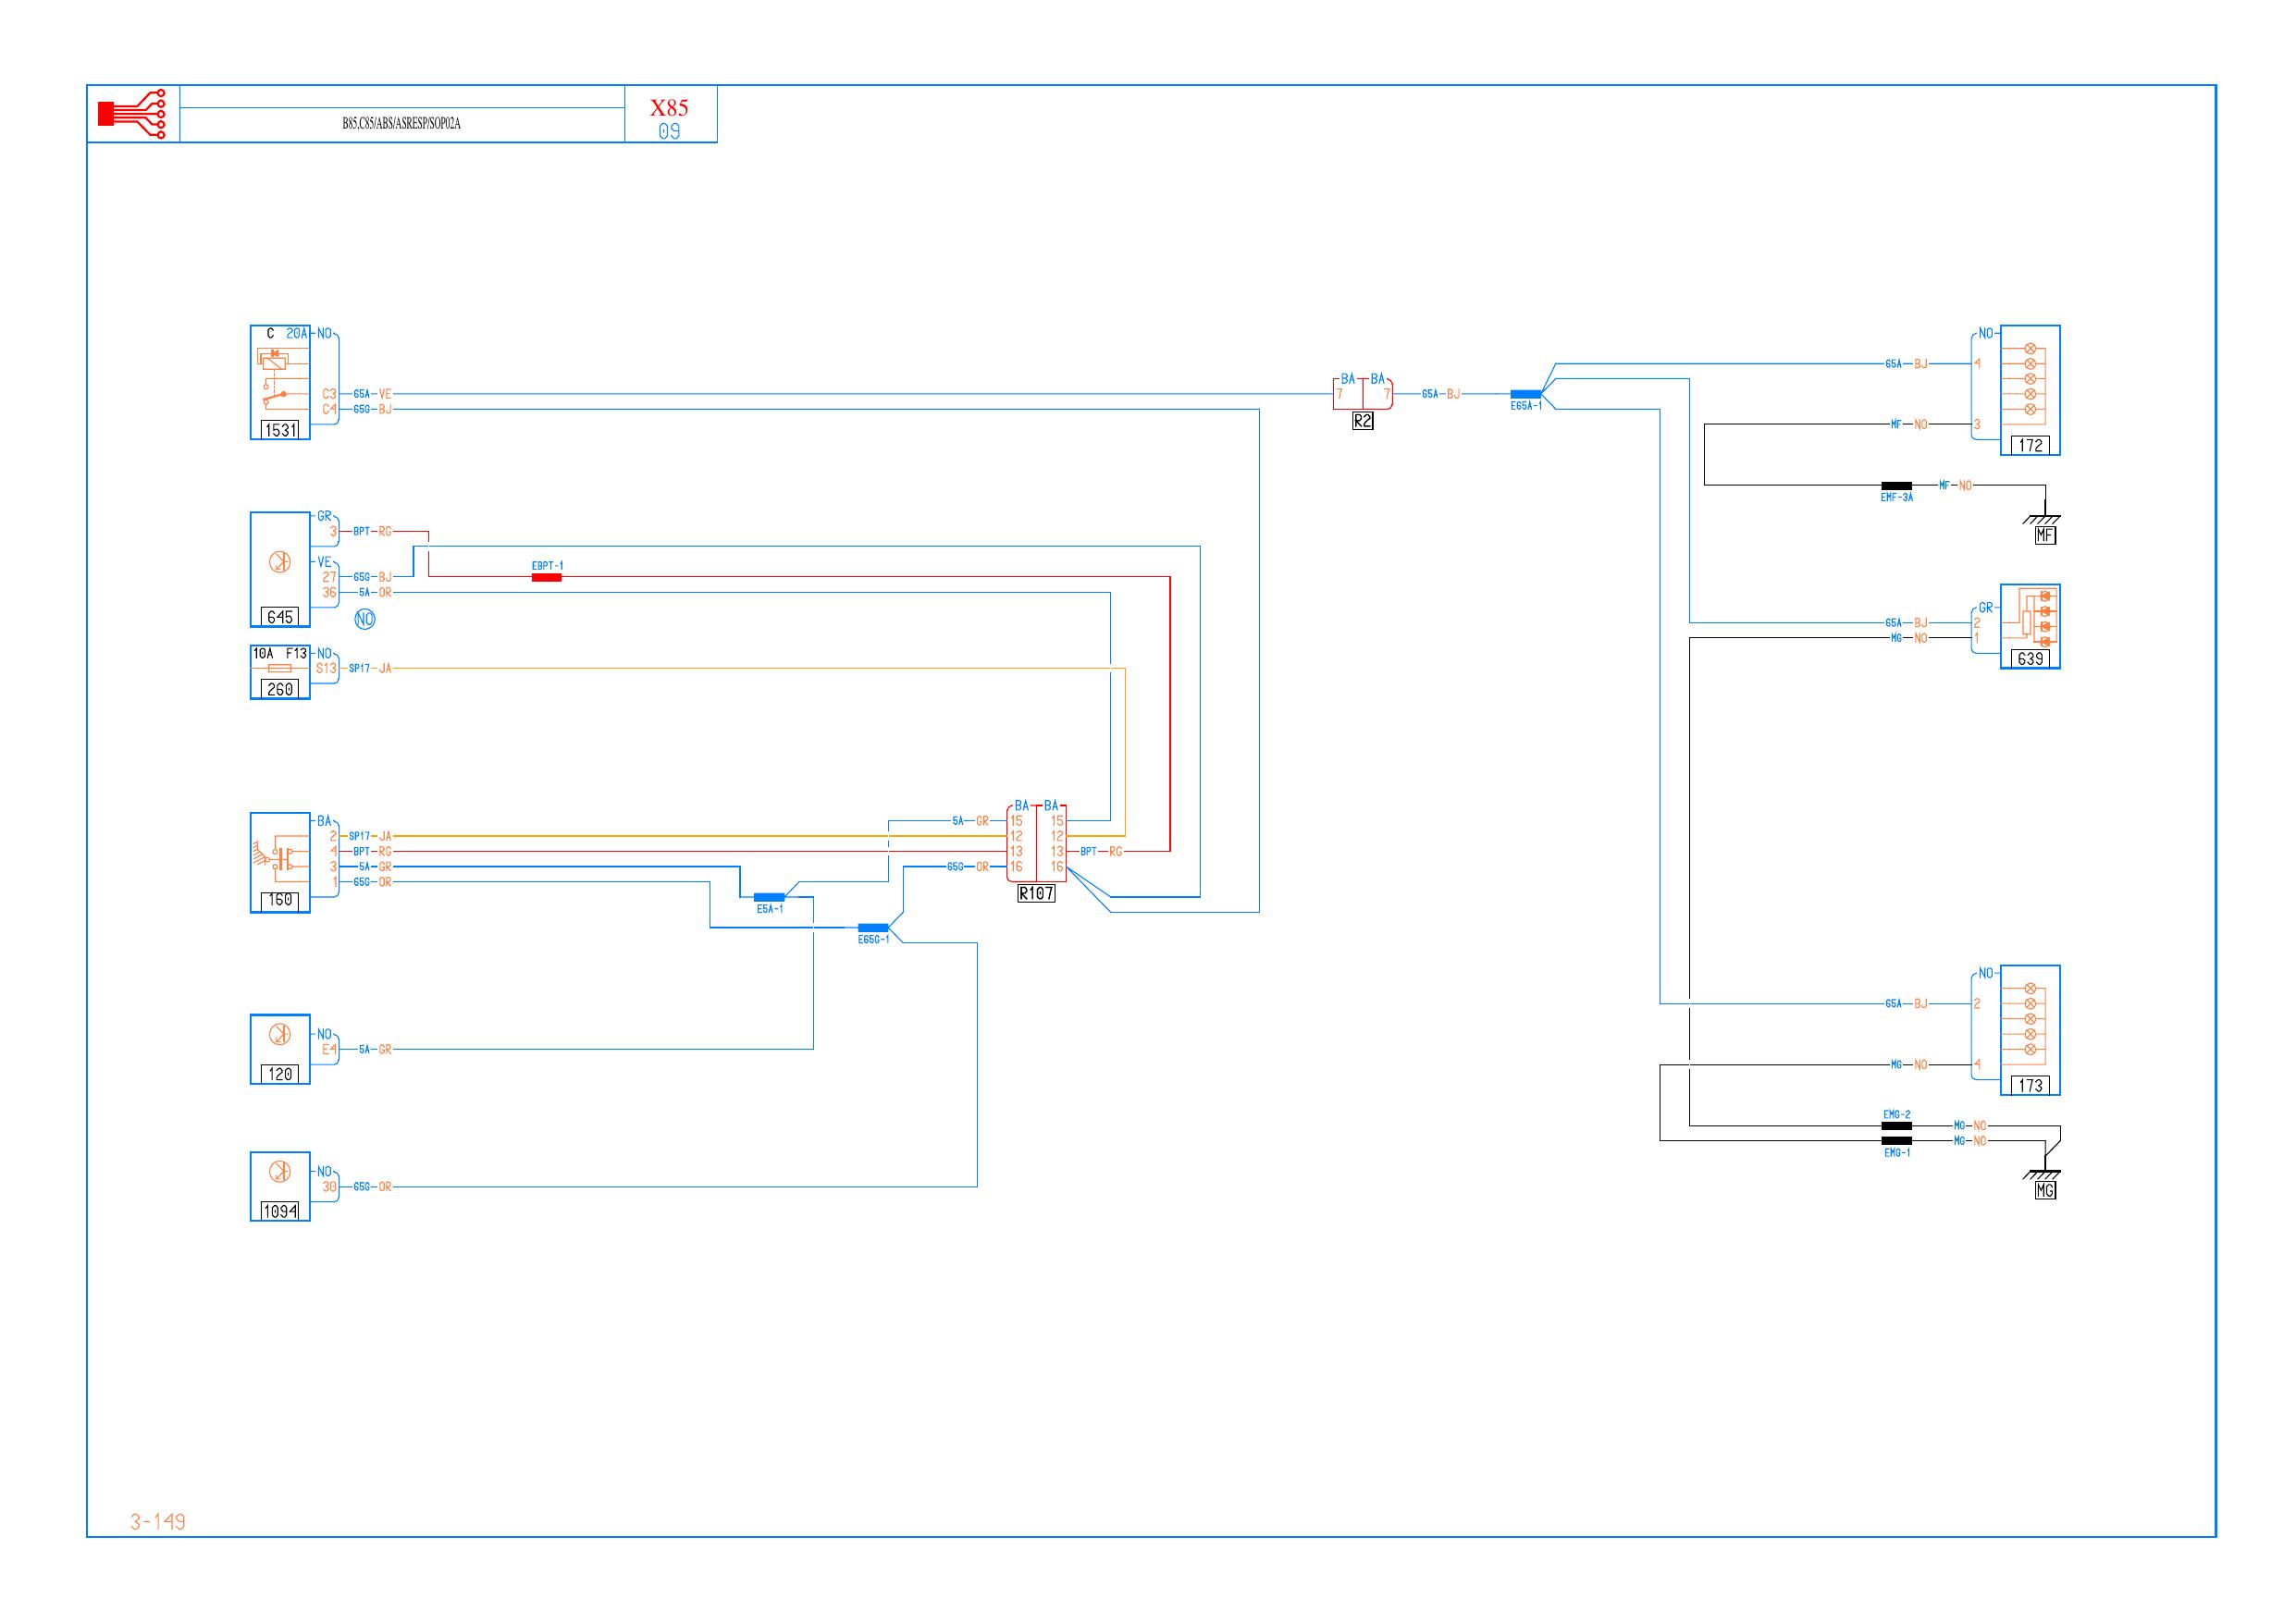 X85
B85,C85/ABS/ASRESP/SOP02A
09
C 20A NO
C3 65A VE
C4 65G BJ
1531
BA BA
7 7 65A BJ
E65A-1
R2
NO
65A BJ 4
MF NO 3
172
EMF-3A MF NO
MF
GR
3 BPT RG
VE
EBPT-1
27 65G BJ
36 5A OR
645
NO
10A F13 NO
S13 SP17 JA
260
GR
65A BJ 2
MG NO 1
639
BA
2 SP17 JA
4 BPT RG
3 5A GR
1 65G OR
160
BA BA
5A GR 15 15
12 12
13 13 BPT RG
65G OR 16 16
R107
E5A-1
E65G-1
NO
E4 5A GR
120
NO
65A BJ 2
MG NO 4
173
EMG-2 MG NO
EMG-1 MG NO
MG
NO
30 65G OR
1094
3-149